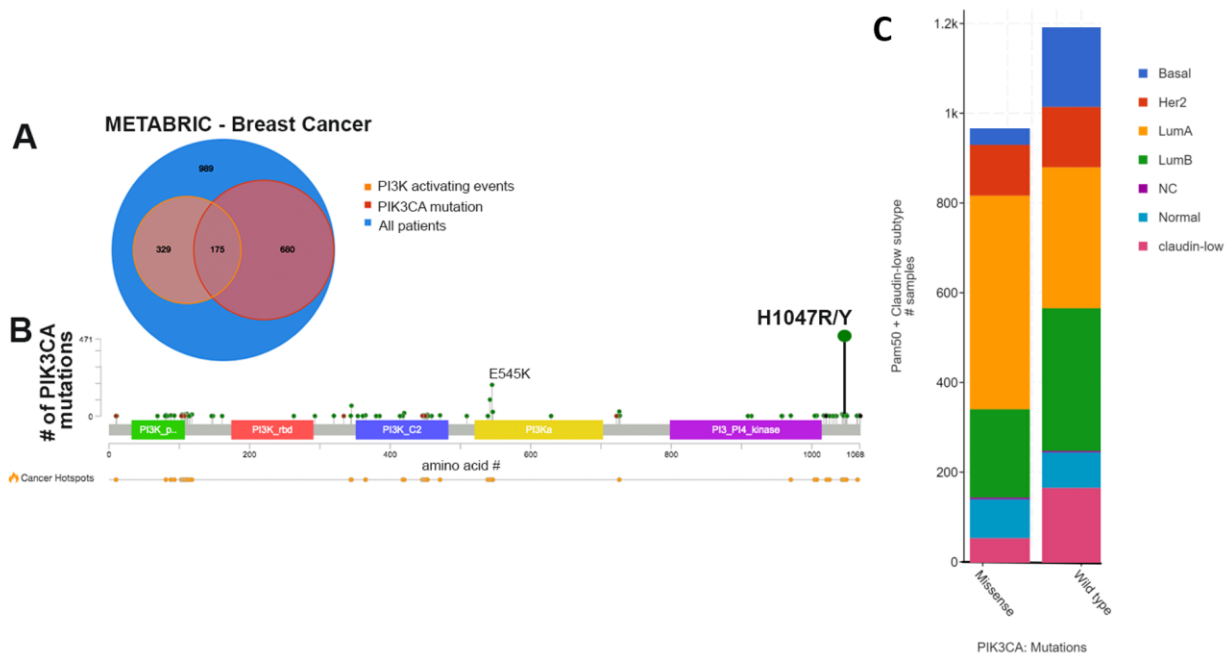 A
METABRIC - Breast Cancer
989
329
175
680
PI3K activating events
PIK3CA mutation
All patients
B
# of PIK3CA
mutations
471
0
0
E545K
H1047R/Y
PI3K_p..
PI3K_rbd
PI3K_C2
PI3Ka
PI3_PI4_kinase
0
200
400
600
800
1000
1068
amino acid #
Cancer Hotspots
C
Pam50 + Claudin-low subtype
# samples
1.2k
1k
800
600
400
200
0
Missense
Wild type
PIK3CA: Mutations
Basal
Her2
LumA
LumB
NC
Normal
claudin-low